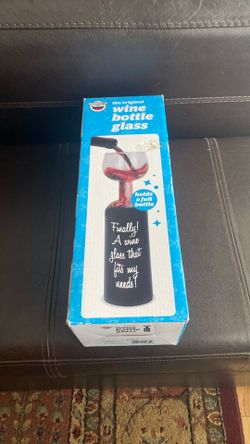 the original
wine
bottle
glass
holds
a full
bottle
Finally!
A wine
glass that
fits my
needs!